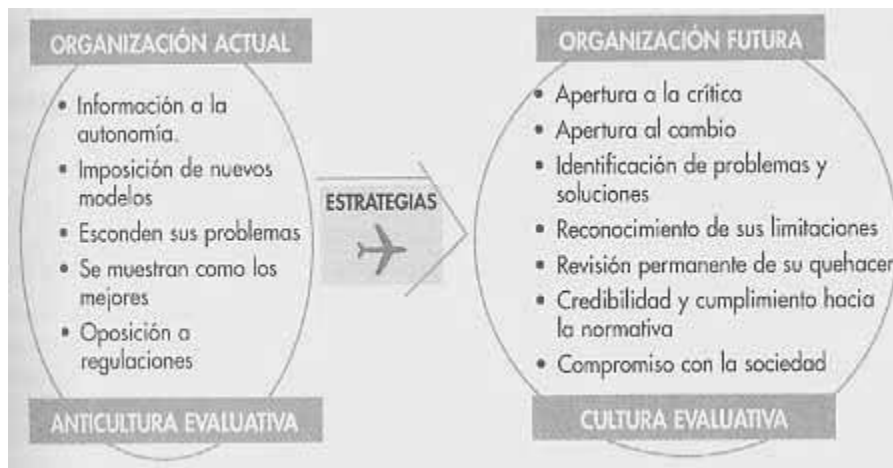 ORGANIZACIÓN ACTUAL
• Información a la
autonomía.
• Imposición de nuevos
modelos
• Esconden sus problemas
• Se muestran como los
mejores
• Oposición a
regulaciones
ANTICULTURA EVALUATIVA
ESTRATEGIAS
ORGANIZACIÓN FUTURA
• Apertura a la crítica
• Apertura al cambio
• Identificación de problemas y
soluciones
• Reconocimiento de sus limitaciones
• Revisión permanente de su quehacer
• Credibilidad y cumplimiento hacia
la normativa
• Compromiso con la sociedad
CULTURA EVALUATIVA